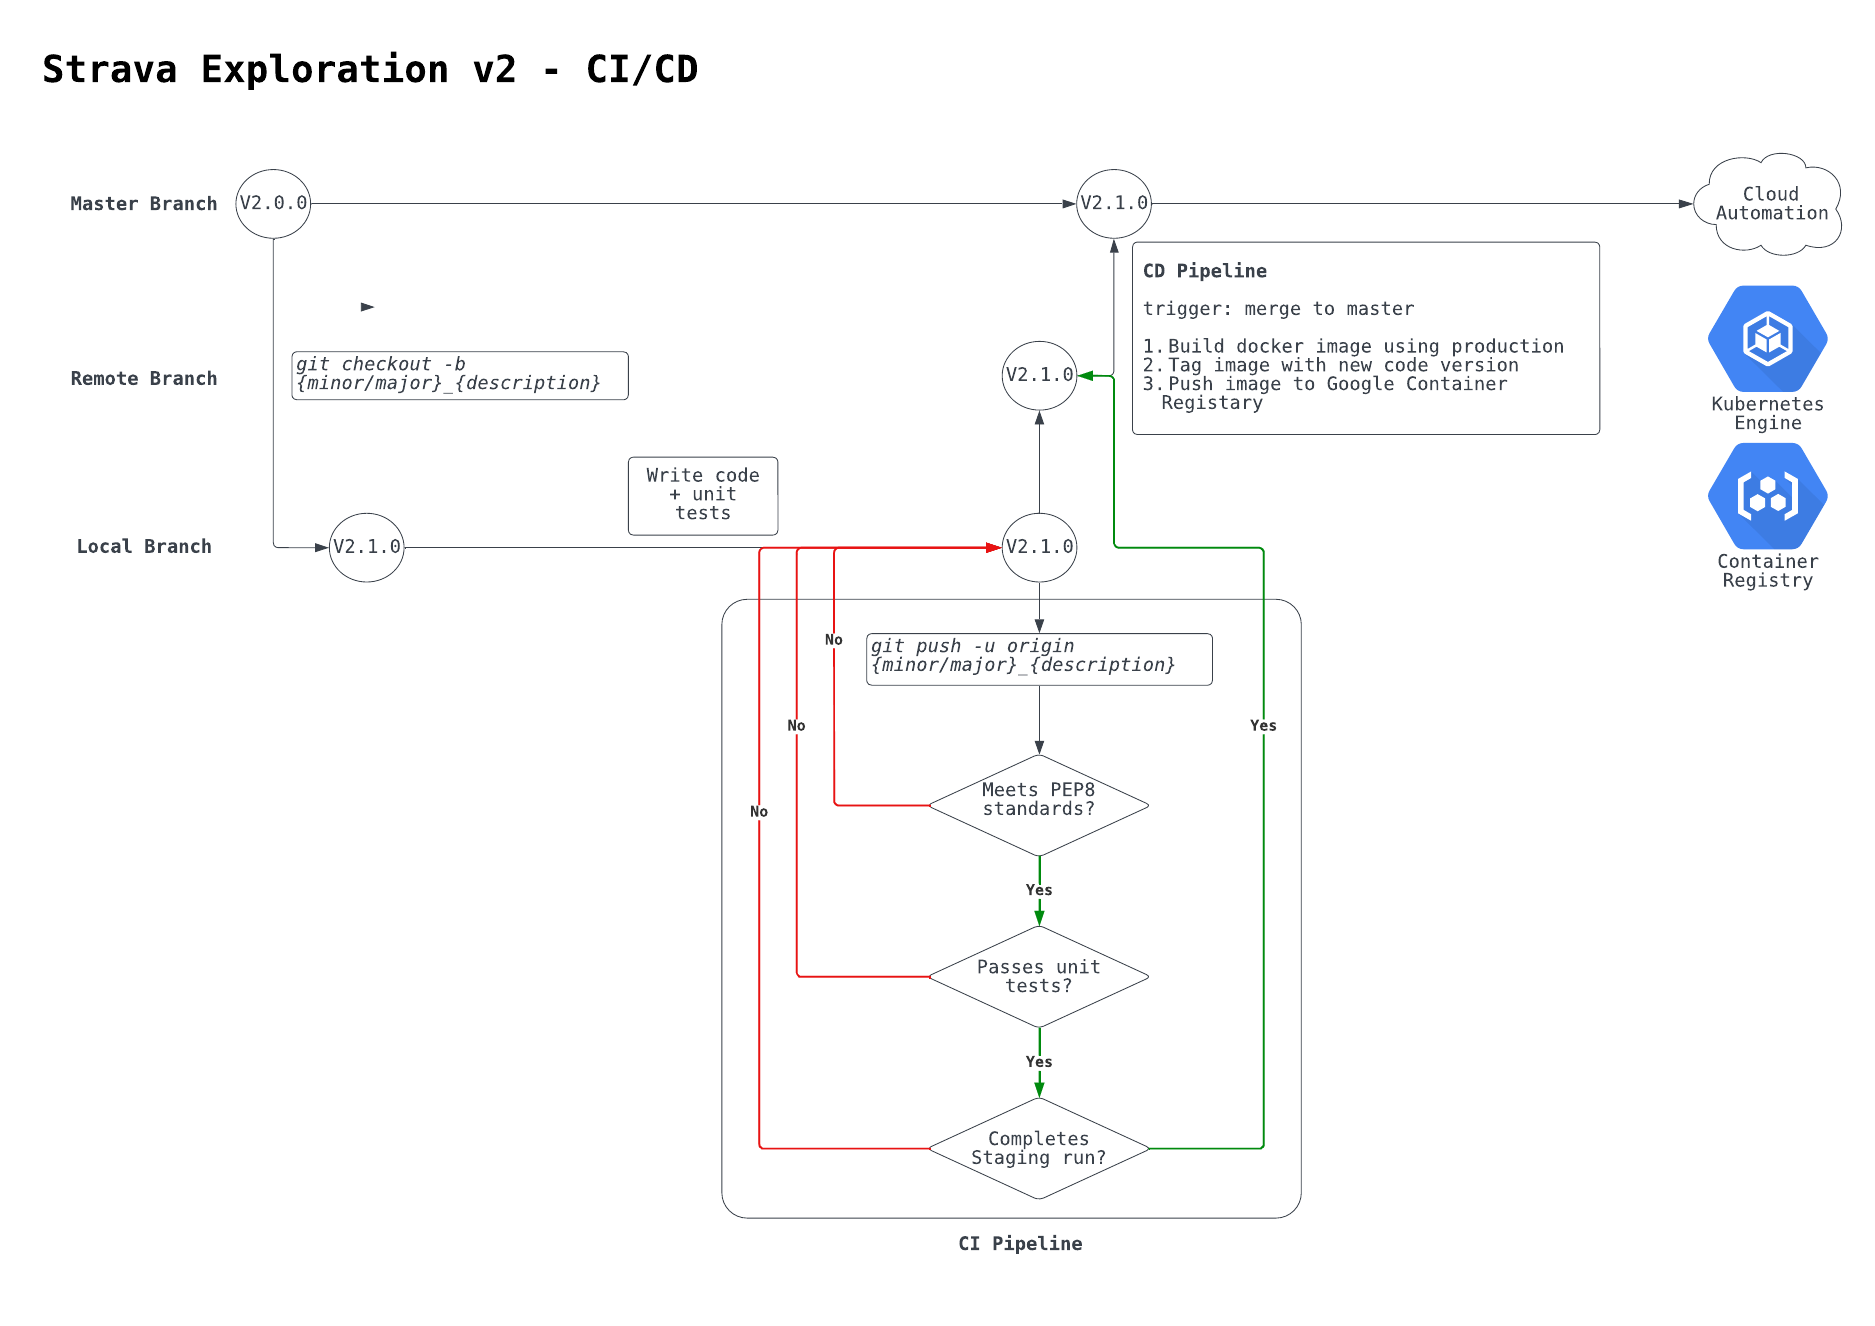 Strava Exploration v2 - CI/CD
Master Branch
V2.0.0
V2.1.0
Cloud
Automation
CD Pipeline
trigger: merge to master
1.Build docker image using production
2.Tag image with new code version
3.Push image to Google Container
Registary
Remote Branch
git checkout -b
{minor/major}_{description}
V2.1.0
Kubernetes
Engine
Write code
+ unit
tests
Local Branch
V2.1.0
V2.1.0
Container
Registry
No
git push -u origin
{minor/major}_{description}
No
Yes
Meets PEP8
standards?
No
Yes
Passes unit
tests?
Yes
Completes
Staging run?
CI Pipeline